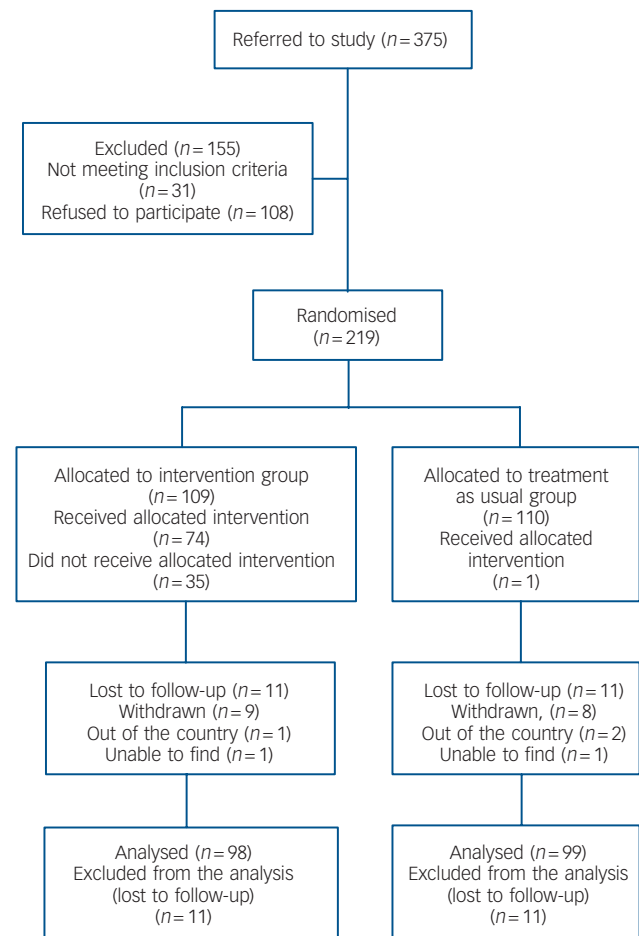 Referred to study (n=375)
Excluded (n=155)
Not meeting inclusion criteria
(n=31)
Refused to participate (n=108)
Randomised
(n=219)
Allocated to intervention group
(n=109)
Received allocated intervention
(n=74)
Did not receive allocated intervention
(n=35)
Allocated to treatment
as usual group
(n=110)
Received allocated
intervention
(n=1)
Lost to follow-up (n=11)
Withdrawn (n=9)
Out of the country (n=1)
Unable to find (n=1)
Lost to follow-up (n=11)
Withdrawn, (n=8)
Out of the country (n=2)
Unable to find (n=1)
Analysed (n=98)
Excluded from the analysis
(lost to follow-up)
(n=11)
Analysed (n=99)
Excluded from the analysis
(lost to follow-up)
(n=11)